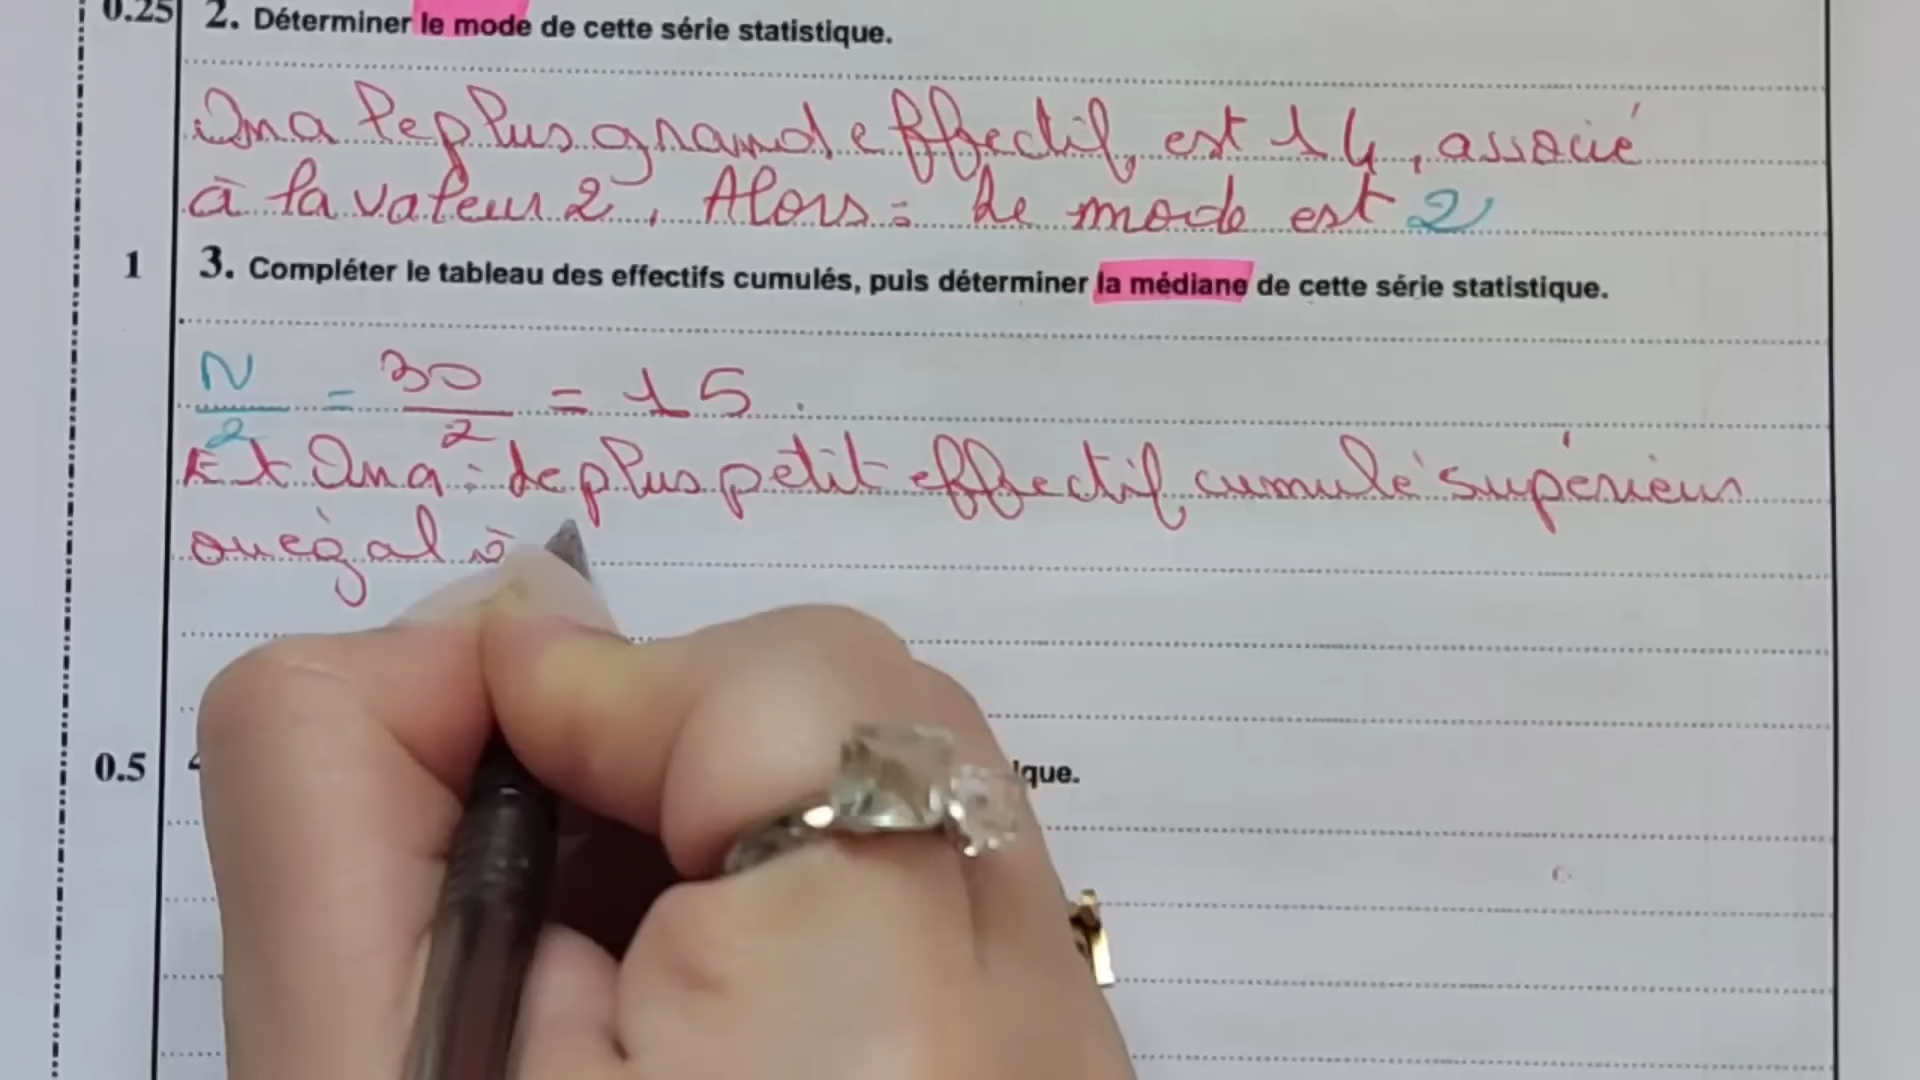 0.25 2. Déterminer le mode de cette série statistique.
On a le plus grand effectif, est 14, associé
à la valeur 2. Alors : le mode est 2
1 3. Compléter le tableau des effectifs cumulés, puis déterminer la médiane de cette série statistique.
N/2 = 30/2 = 15.
Et On a : le plus petit effectif cumulé supérieur
ou égal à
0.5 ique.